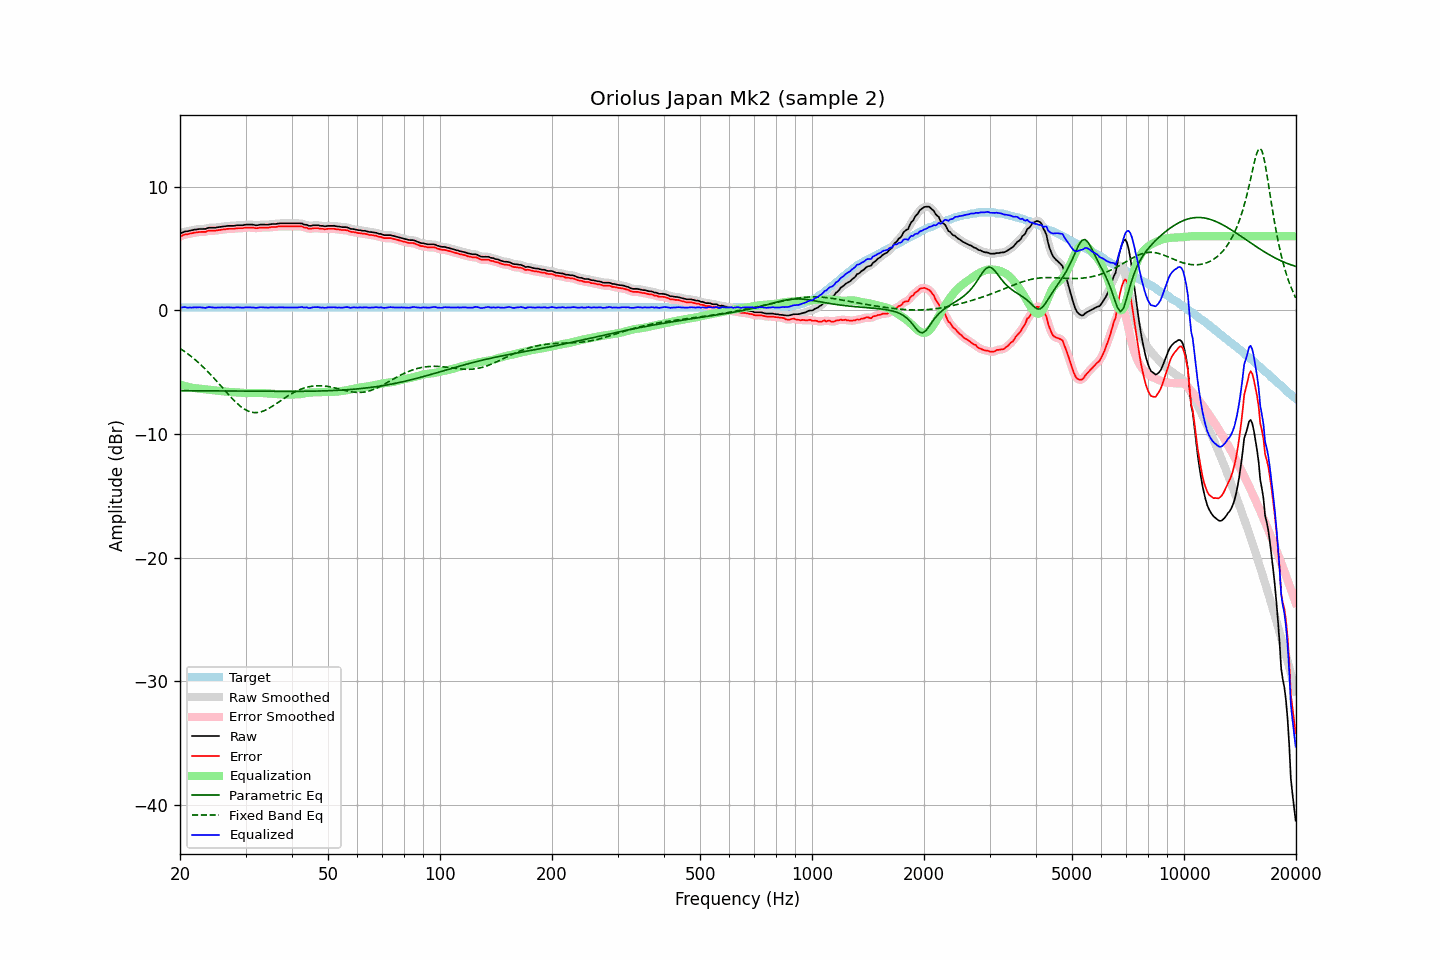 Oriolus Japan Mk2 (sample 2)
Amplitude (dBr)
10
0
−10
−20
−30
−40
Target
Raw Smoothed
Error Smoothed
Raw
Error
Equalization
Parametric Eq
Fixed Band Eq
Equalized
20 50 100 200 500 1000 2000 5000 10000 20000
Frequency (Hz)